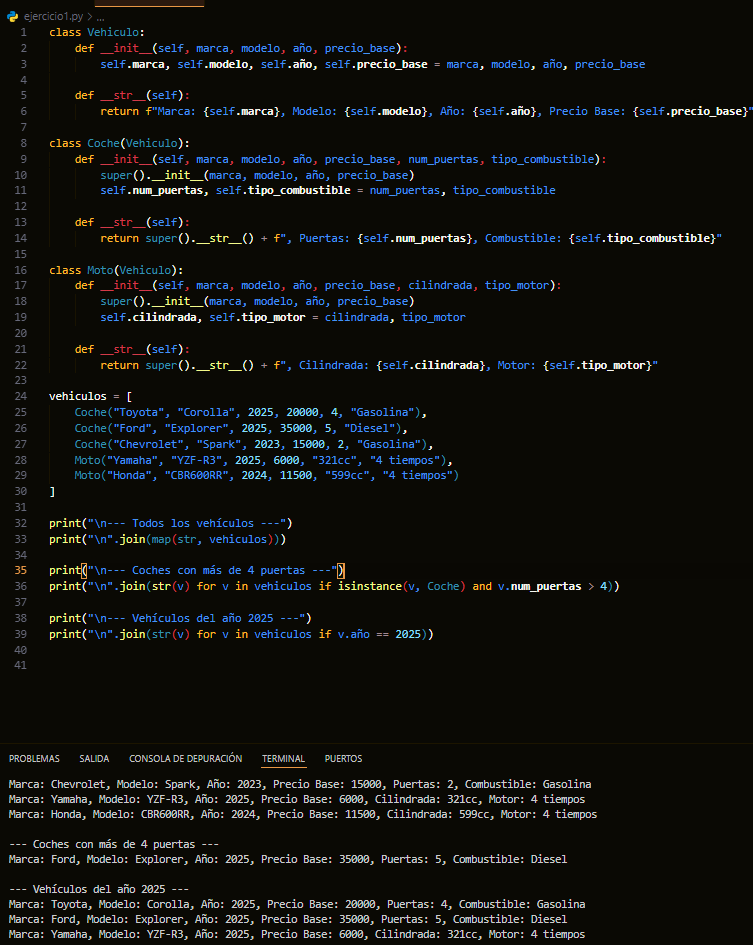 ejercicio1.py > ...
1 class Vehiculo:
2     def __init__(self, marca, modelo, año, precio_base):
3         self.marca, self.modelo, self.año, self.precio_base = marca, modelo, año, precio_base
4
5     def __str__(self):
6         return f"Marca: {self.marca}, Modelo: {self.modelo}, Año: {self.año}, Precio Base: {self.precio_base}"
7
8 class Coche(Vehiculo):
9     def __init__(self, marca, modelo, año, precio_base, num_puertas, tipo_combustible):
10         super().__init__(marca, modelo, año, precio_base)
11         self.num_puertas, self.tipo_combustible = num_puertas, tipo_combustible
12
13     def __str__(self):
14         return super().__str__() + f", Puertas: {self.num_puertas}, Combustible: {self.tipo_combustible}"
15
16 class Moto(Vehiculo):
17     def __init__(self, marca, modelo, año, precio_base, cilindrada, tipo_motor):
18         super().__init__(marca, modelo, año, precio_base)
19         self.cilindrada, self.tipo_motor = cilindrada, tipo_motor
20
21     def __str__(self):
22         return super().__str__() + f", Cilindrada: {self.cilindrada}, Motor: {self.tipo_motor}"
23
24 vehiculos = [
25     Coche("Toyota", "Corolla", 2025, 20000, 4, "Gasolina"),
26     Coche("Ford", "Explorer", 2025, 35000, 5, "Diesel"),
27     Coche("Chevrolet", "Spark", 2023, 15000, 2, "Gasolina"),
28     Moto("Yamaha", "YZF-R3", 2025, 6000, "321cc", "4 tiempos"),
29     Moto("Honda", "CBR600RR", 2024, 11500, "599cc", "4 tiempos")
30 ]
31
32 print("\n--- Todos los vehículos ---")
33 print("\n".join(map(str, vehiculos)))
34
35 print("\n--- Coches con más de 4 puertas ---")
36 print("\n".join(str(v) for v in vehiculos if isinstance(v, Coche) and v.num_puertas > 4))
37
38 print("\n--- Vehículos del año 2025 ---")
39 print("\n".join(str(v) for v in vehiculos if v.año == 2025))
40
41
PROBLEMAS SALIDA CONSOLA DE DEPURACIÓN TERMINAL PUERTOS
Marca: Chevrolet, Modelo: Spark, Año: 2023, Precio Base: 15000, Puertas: 2, Combustible: Gasolina
Marca: Yamaha, Modelo: YZF-R3, Año: 2025, Precio Base: 6000, Cilindrada: 321cc, Motor: 4 tiempos
Marca: Honda, Modelo: CBR600RR, Año: 2024, Precio Base: 11500, Cilindrada: 599cc, Motor: 4 tiempos

--- Coches con más de 4 puertas ---
Marca: Ford, Modelo: Explorer, Año: 2025, Precio Base: 35000, Puertas: 5, Combustible: Diesel

--- Vehículos del año 2025 ---
Marca: Toyota, Modelo: Corolla, Año: 2025, Precio Base: 20000, Puertas: 4, Combustible: Gasolina
Marca: Ford, Modelo: Explorer, Año: 2025, Precio Base: 35000, Puertas: 5, Combustible: Diesel
Marca: Yamaha, Modelo: YZF-R3, Año: 2025, Precio Base: 6000, Cilindrada: 321cc, Motor: 4 tiempos